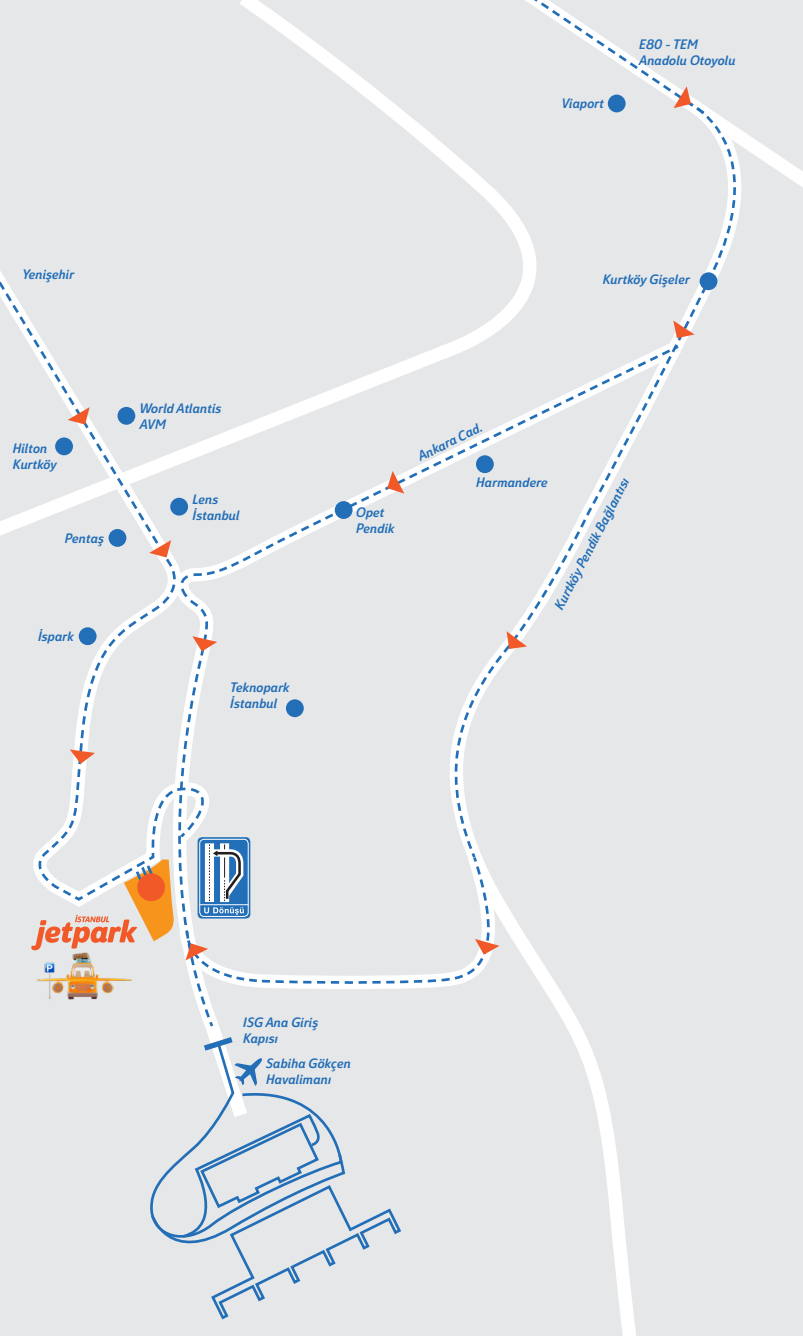 E80 - TEM
Anadolu Otoyolu
Viaport
Yenişehir
Kurtköy Gişeler
World Atlantis
AVM
Hilton
Kurtköy
Ankara Cad.
Harmandere
Lens
İstanbul
Opet
Pendik
Pentaş
Kurtköy Pendik Bağlantısı
İspark
Teknopark
İstanbul
U Dönüşü
İSTANBUL
jetpark
P
ISG Ana Giriş
Kapısı
Sabiha Gökçen
Havalimanı